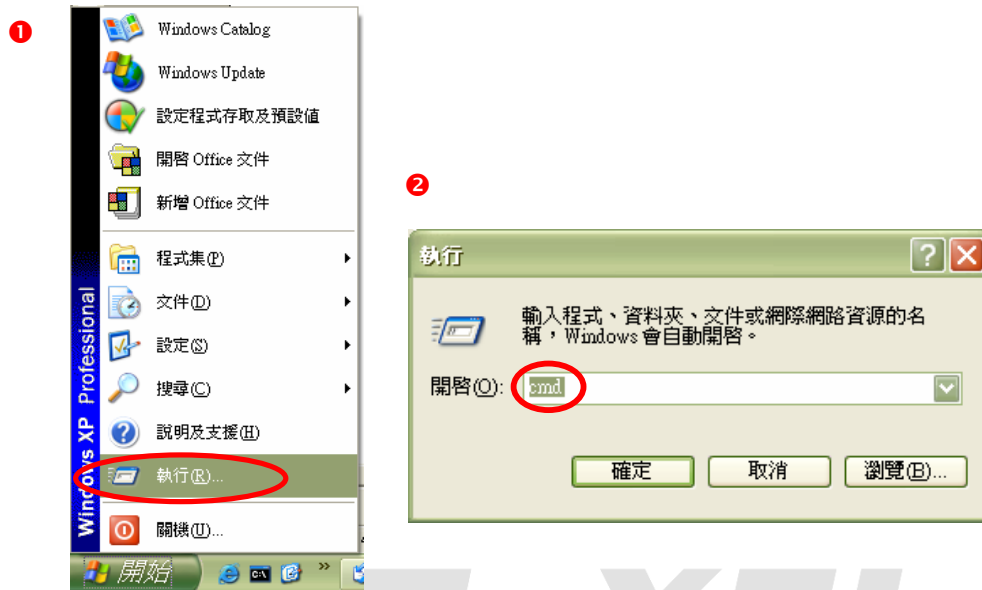 ❶
Windows Catalog
Windows Update
設定程式存取及預設值
開啓 Office 文件
新增 Office 文件
程式集(P)
文件(D)
設定(S)
搜尋(C)
說明及支援(H)
執行(R)...
關機(U)...
Windows XP Professional
開始
❷
執行
輸入程式、資料夾、文件或網際網路資源的名
稱，Windows 會自動開啓。
開啓(O): cmd
確定 取消 瀏覽(B)...